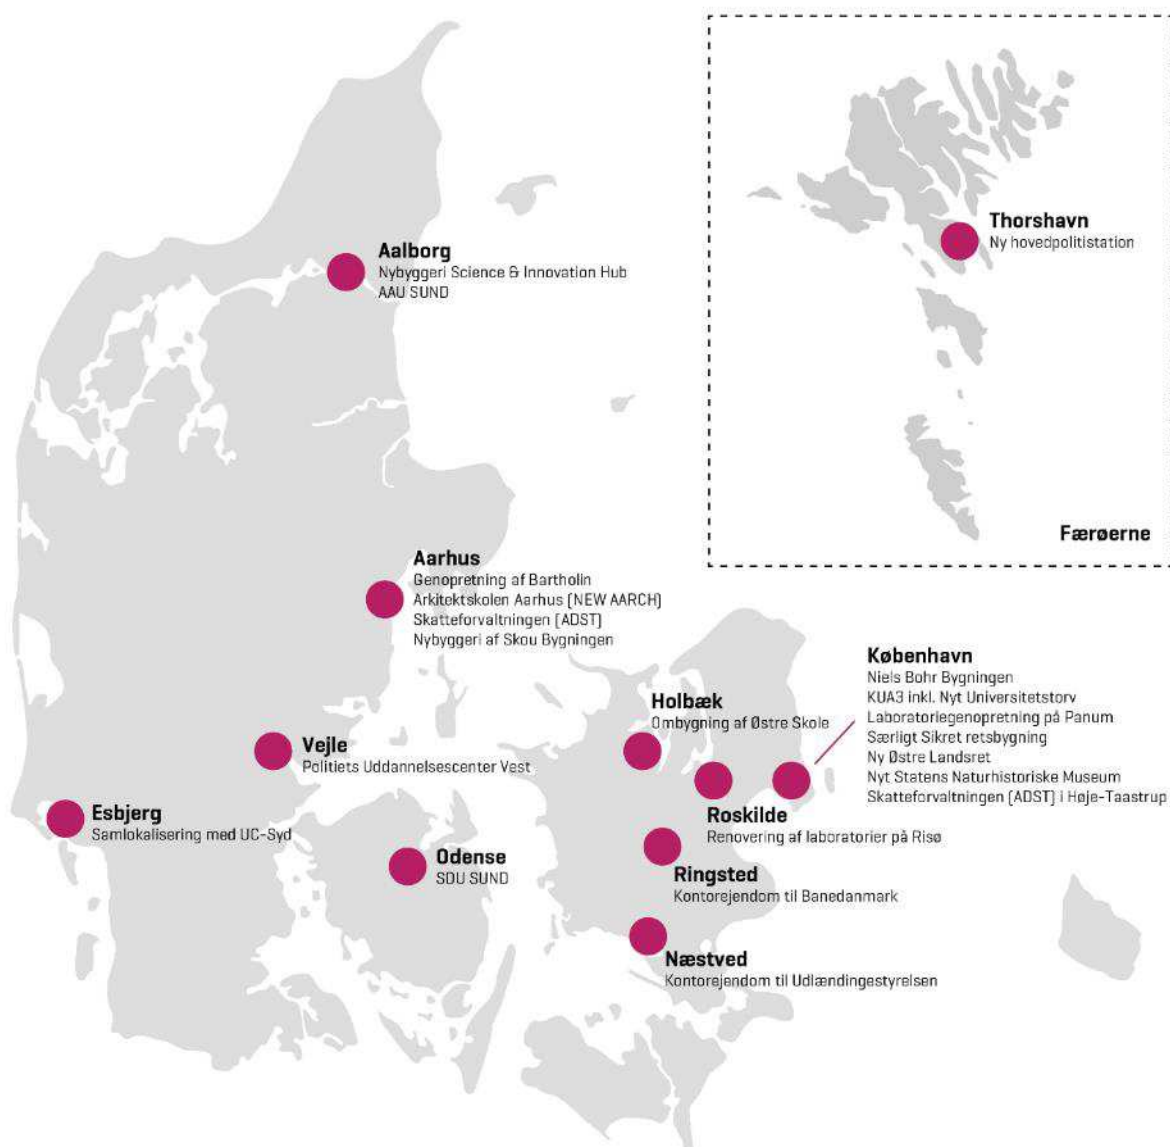 Thorshavn
Ny hovedpolitistation
Færøerne
Aalborg
Nybyggeri Science & Innovation Hub
AAU SUND
Aarhus
Genopretning af Bartholin
Arkitektskolen Aarhus (NEW AARCH)
Skatteforvaltningen (ADST)
Nybyggeri af Skou Bygningen
København
Niels Bohr Bygningen
KUA3 inkl. Nyt Universitetstorv
Laboratoriegenopretning på Panum
Særligt Sikret retsbygning
Ny Østre Landsret
Nyt Statens Naturhistoriske Museum
Skatteforvaltningen (ADST) i Høje-Taastrup
Holbæk
Ombygning af Østre Skole
Vejle
Politiets Uddannelsescenter Vest
Esbjerg
Samlokalisering med UC-Syd
Roskilde
Renovering af laboratorier på Risø
Odense
SDU SUND
Ringsted
Kontorejendom til Banedanmark
Næstved
Kontorejendom til Udlændingestyrelsen